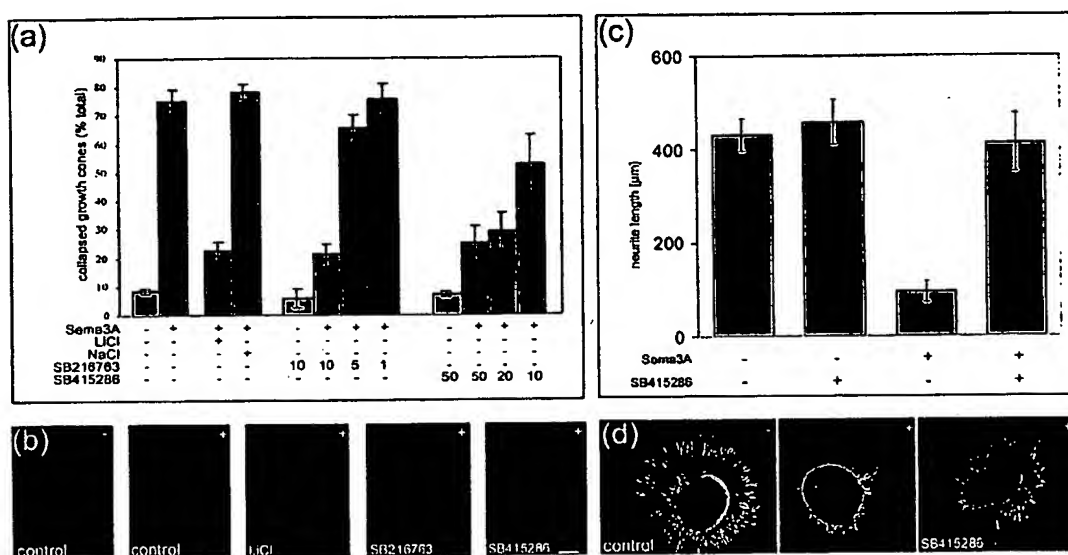 (a)
collapsed growth cones (% total)
90
80
70
60
50
40
30
20
10
0
Sema3A - + + + - + + + - + + +
LiCl - - + - - - - - - - - -
NaCl - - - + - - - - - - - -
SB216763 - - - - 10 10 5 1 - - - -
SB415286 - - - - - - - - 50 50 20 10
(c)
neurite length [µm]
600
400
200
0
Sema3A - - + +
SB415286 - + - +
(b)
-
control
+
control
+
LiCl
+
SB216763
+
SB415286
(d)
-
control
+
+
SB415286